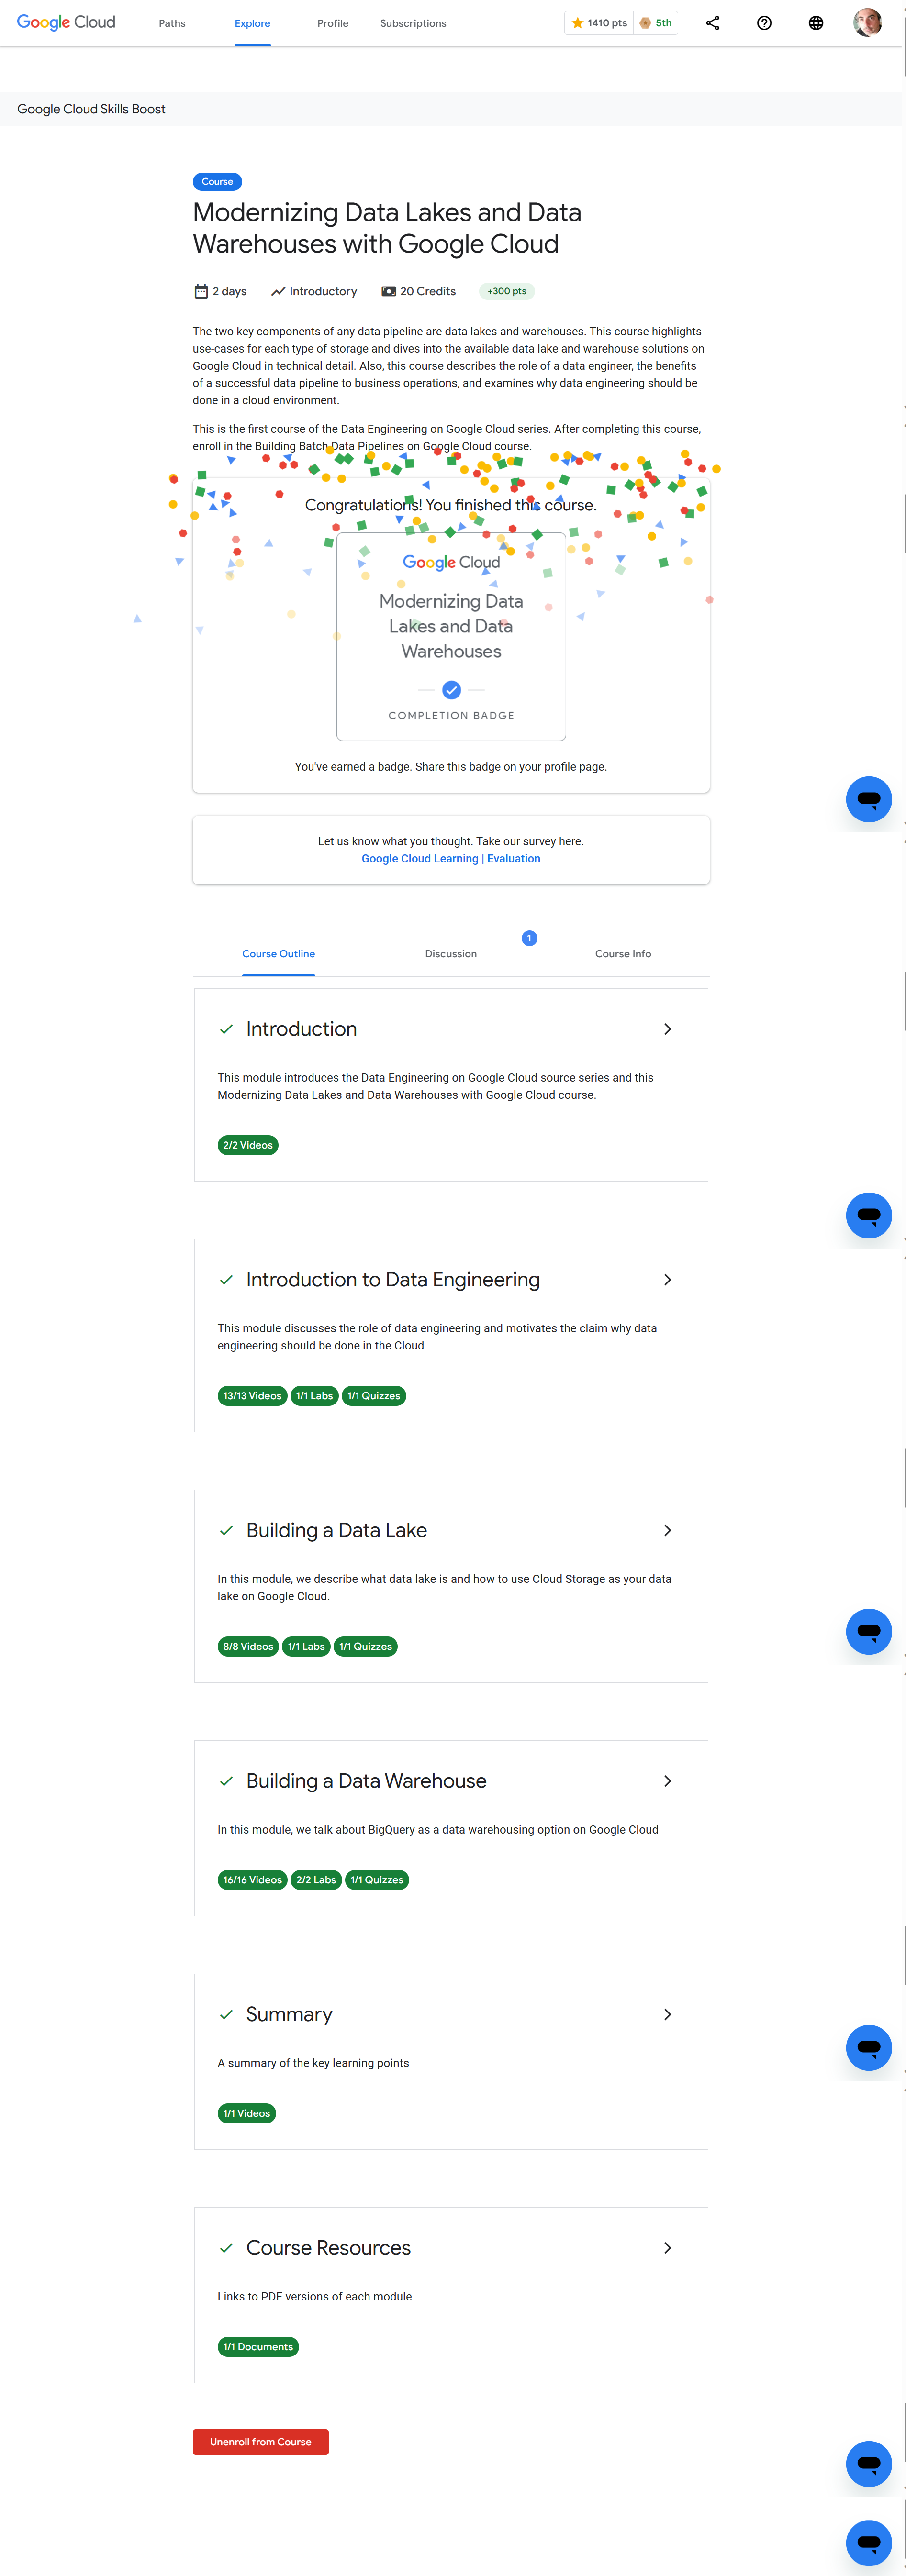 Google Cloud
Paths
Explore
Profile
Subscriptions
1410 pts
5th
Google Cloud Skills Boost
Course
Modernizing Data Lakes and Data
Warehouses with Google Cloud
2 days
Introductory
20 Credits
+300 pts
The two key components of any data pipeline are data lakes and warehouses. This course highlights
use-cases for each type of storage and dives into the available data lake and warehouse solutions on
Google Cloud in technical detail. Also, this course describes the role of a data engineer, the benefits
of a successful data pipeline to business operations, and examines why data engineering should be
done in a cloud environment.
This is the first course of the Data Engineering on Google Cloud series. After completing this course,
enroll in the Building Batch Data Pipelines on Google Cloud course.
Congratulations! You finished this course.
Google Cloud
Modernizing Data
Lakes and Data
Warehouses
COMPLETION BADGE
You've earned a badge. Share this badge on your profile page.
Let us know what you thought. Take our survey here.
Google Cloud Learning | Evaluation
Course Outline
Discussion
1
Course Info
Introduction
This module introduces the Data Engineering on Google Cloud source series and this
Modernizing Data Lakes and Data Warehouses with Google Cloud course.
2/2 Videos
Introduction to Data Engineering
This module discusses the role of data engineering and motivates the claim why data
engineering should be done in the Cloud
13/13 Videos
1/1 Labs
1/1 Quizzes
Building a Data Lake
In this module, we describe what data lake is and how to use Cloud Storage as your data
lake on Google Cloud.
8/8 Videos
1/1 Labs
1/1 Quizzes
Building a Data Warehouse
In this module, we talk about BigQuery as a data warehousing option on Google Cloud
16/16 Videos
2/2 Labs
1/1 Quizzes
Summary
A summary of the key learning points
1/1 Videos
Course Resources
Links to PDF versions of each module
1/1 Documents
Unenroll from Course